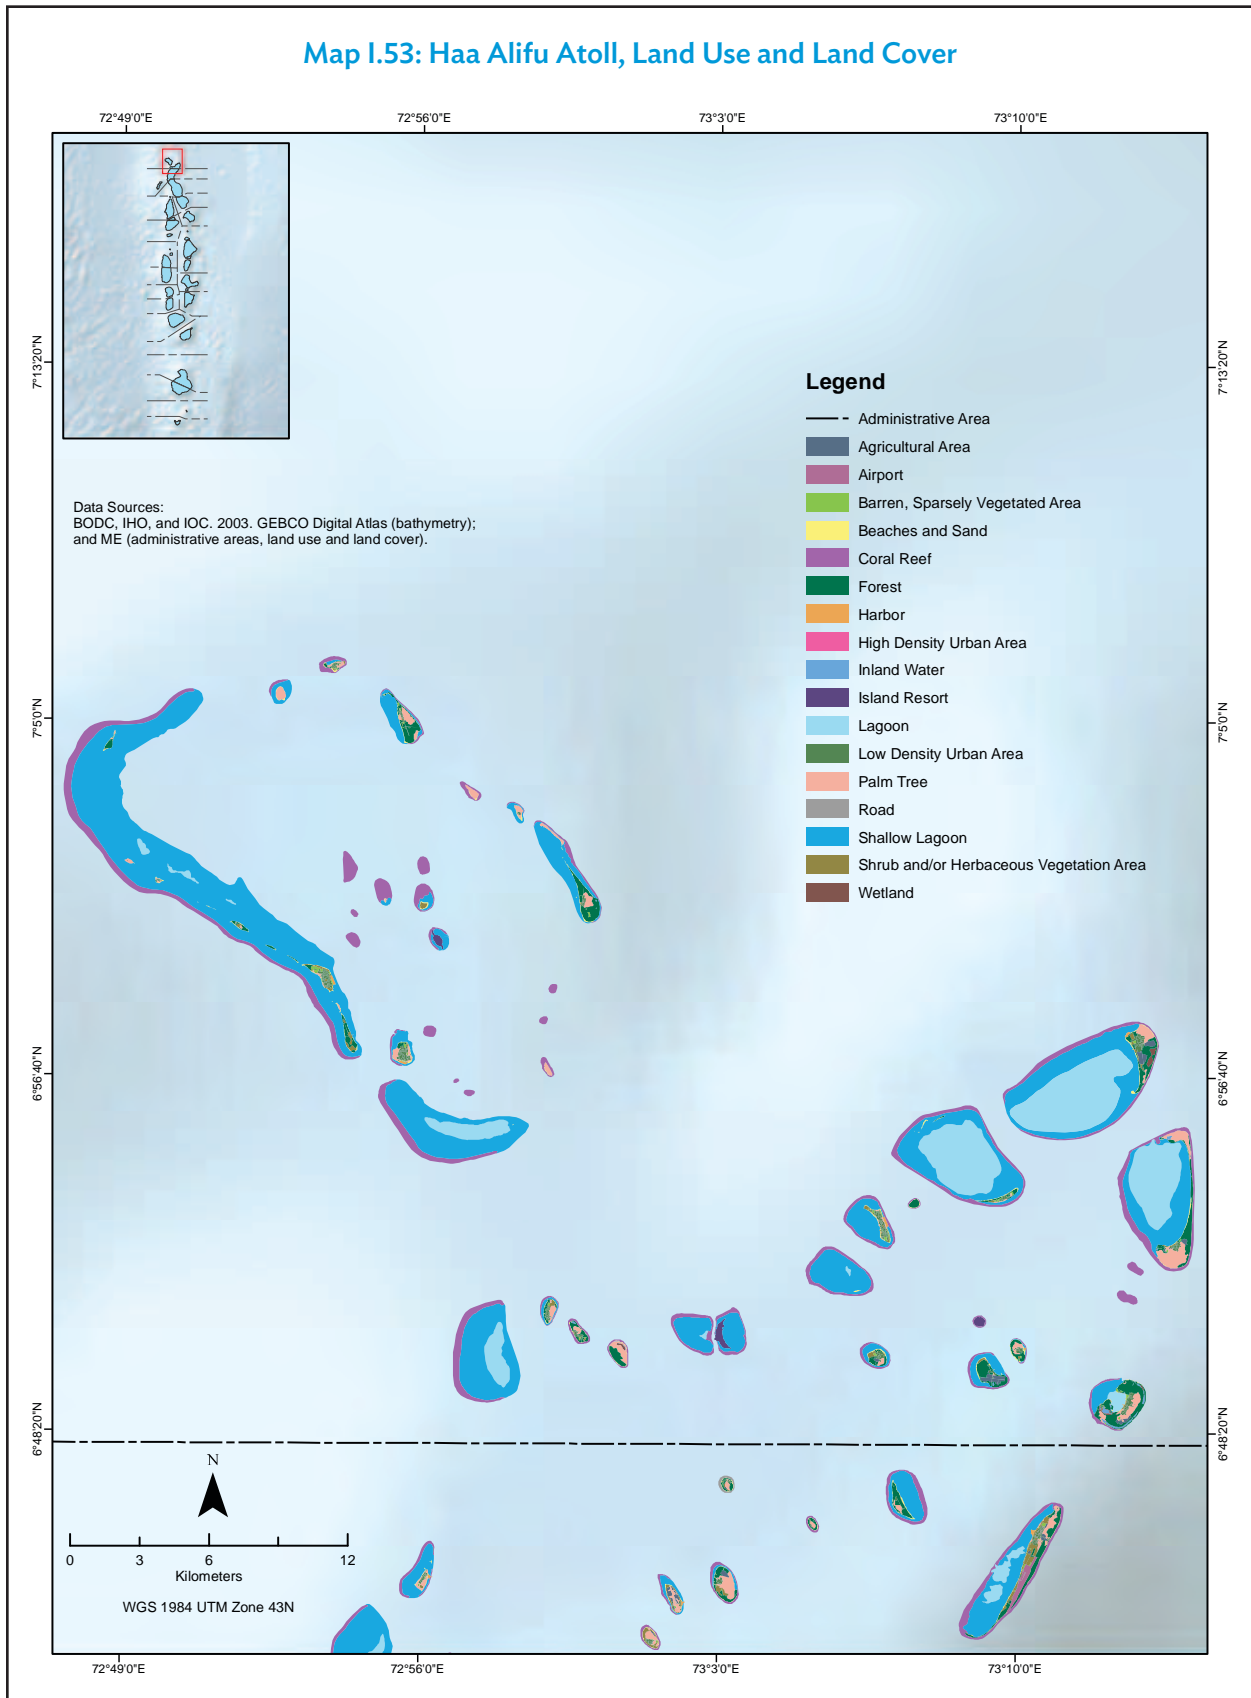 Map I.53: Haa Alifu Atoll, Land Use and Land Cover
72°49'0"E
72°56'0"E
73°3'0"E
73°10'0"E
7°13'20"N
7°13'20"N
Legend
Administrative Area
Agricultural Area
Airport
Barren, Sparsely Vegetated Area
Beaches and Sand
Coral Reef
Forest
Harbor
High Density Urban Area
Inland Water
Island Resort
Lagoon
Low Density Urban Area
Palm Tree
Road
Shallow Lagoon
Shrub and/or Herbaceous Vegetation Area
Wetland
Data Sources:
BODC, IHO, and IOC. 2003. GEBCO Digital Atlas (bathymetry);
and ME (administrative areas, land use and land cover).
7°5'0"N
7°5'0"N
6°56'40"N
6°56'40"N
6°48'20"N
6°48'20"N
N
0 3 6 12
Kilometers
WGS 1984 UTM Zone 43N
72°49'0"E
72°56'0"E
73°3'0"E
73°10'0"E